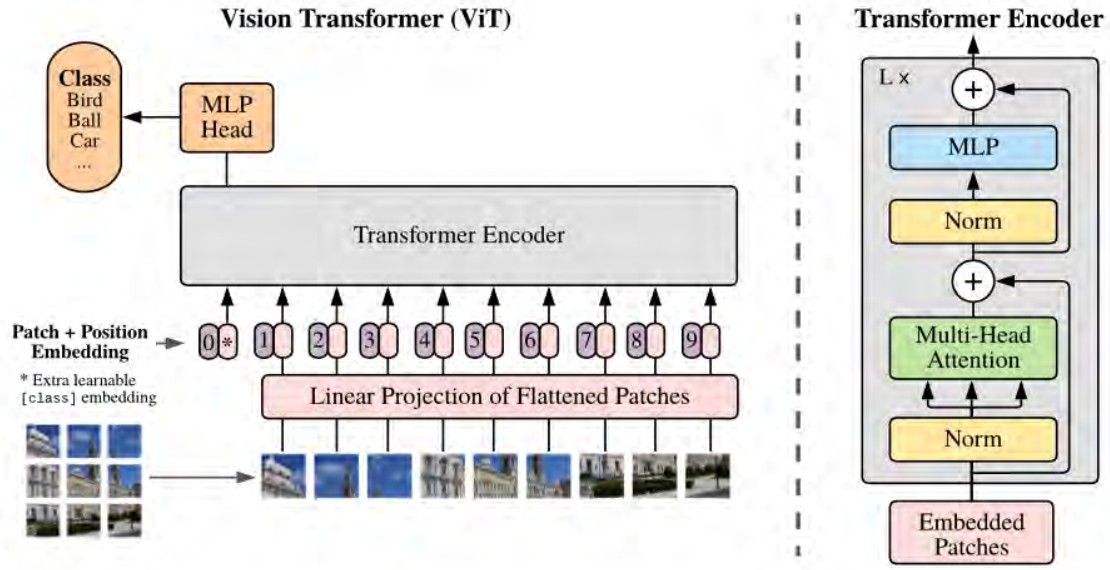 Vision Transformer (ViT)
Class
Bird
Ball
Car
...
MLP
Head
Transformer Encoder
Patch + Position
Embedding
0 * 1 2 3 4 5 6 7 8 9
* Extra learnable
[class] embedding
Linear Projection of Flattened Patches
Transformer Encoder
L ×
+
MLP
Norm
+
Multi-Head
Attention
Norm
Embedded
Patches